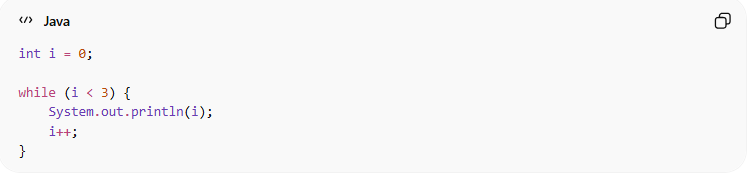 </> Java
int i = 0;
while (i < 3) {
    System.out.println(i);
    i++;
}